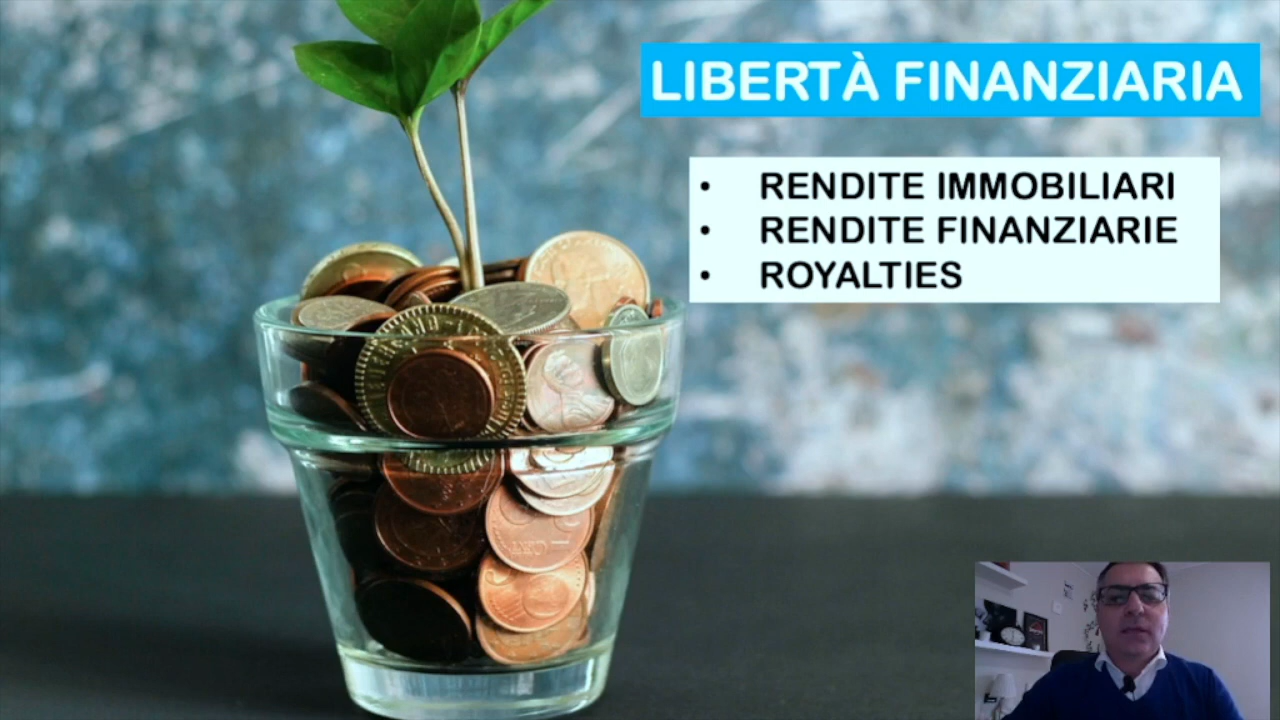 LIBERTÀ FINANZIARIA
• RENDITE IMMOBILIARI
• RENDITE FINANZIARIE
• ROYALTIES